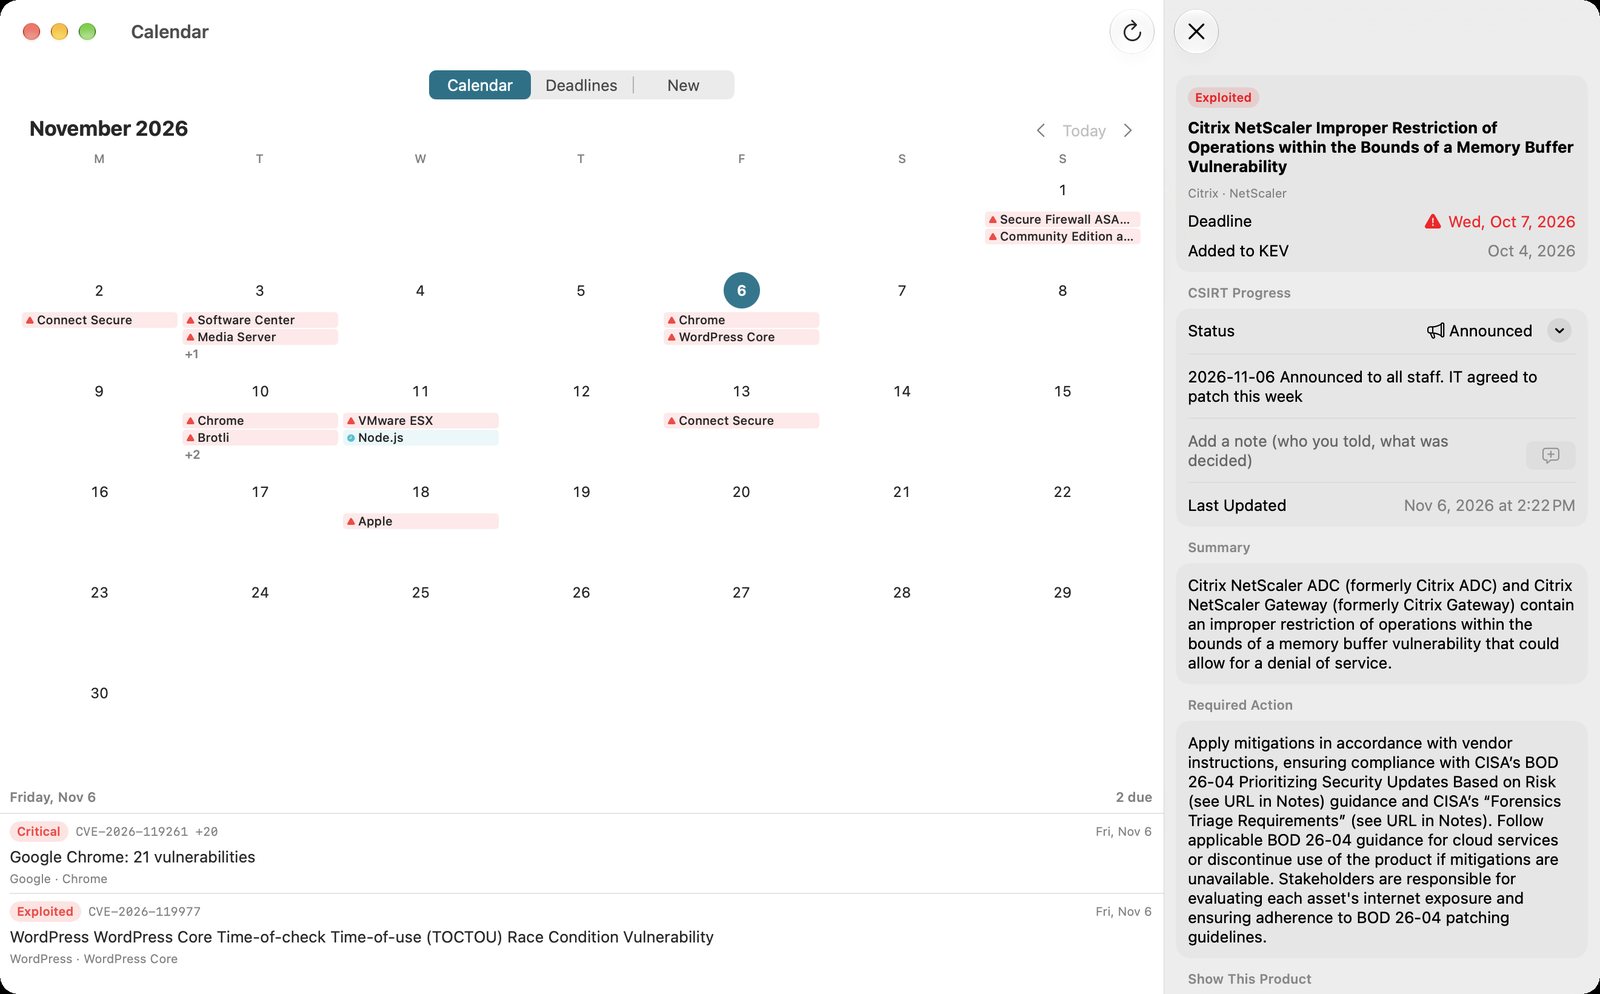 Calendar
Calendar Deadlines New
November 2026
Today
M T W T F S S
1
Secure Firewall ASA...
Community Edition a...
2 3 4 5 6 7 8
Connect Secure
Software Center
Media Server
+1
Chrome
WordPress Core
9 10 11 12 13 14 15
Chrome
Brotli
+2
VMware ESX
Node.js
Connect Secure
16 17 18 19 20 21 22
Apple
23 24 25 26 27 28 29
30
Friday, Nov 6 2 due
Critical CVE-2026-119261 +20 Fri, Nov 6
Google Chrome: 21 vulnerabilities
Google · Chrome
Exploited CVE-2026-119977 Fri, Nov 6
WordPress WordPress Core Time-of-check Time-of-use (TOCTOU) Race Condition Vulnerability
WordPress · WordPress Core
Exploited
Citrix NetScaler Improper Restriction of
Operations within the Bounds of a Memory Buffer
Vulnerability
Citrix · NetScaler
Deadline Wed, Oct 7, 2026
Added to KEV Oct 4, 2026
CSIRT Progress
Status Announced
2026-11-06 Announced to all staff. IT agreed to
patch this week
Add a note (who you told, what was
decided)
Last Updated Nov 6, 2026 at 2:22 PM
Summary
Citrix NetScaler ADC (formerly Citrix ADC) and Citrix
NetScaler Gateway (formerly Citrix Gateway) contain
an improper restriction of operations within the
bounds of a memory buffer vulnerability that could
allow for a denial of service.
Required Action
Apply mitigations in accordance with vendor
instructions, ensuring compliance with CISA’s BOD
26-04 Prioritizing Security Updates Based on Risk
(see URL in Notes) guidance and CISA’s “Forensics
Triage Requirements” (see URL in Notes). Follow
applicable BOD 26-04 guidance for cloud services
or discontinue use of the product if mitigations are
unavailable. Stakeholders are responsible for
evaluating each asset's internet exposure and
ensuring adherence to BOD 26-04 patching
guidelines.
Show This Product